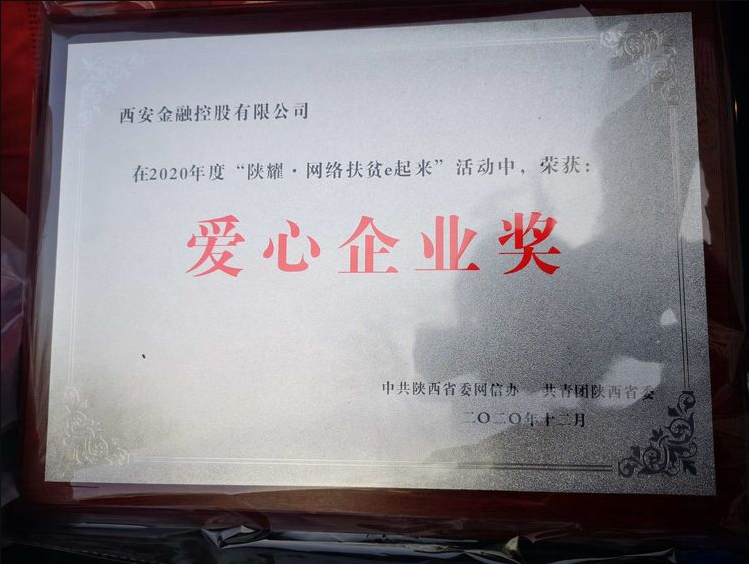 西安金融控股有限公司
在2020年度“陕耀·网络扶贫e起来”活动中，荣获：
爱心企业奖
中共陕西省委网信办 共青团陕西省委
二〇二〇年十二月